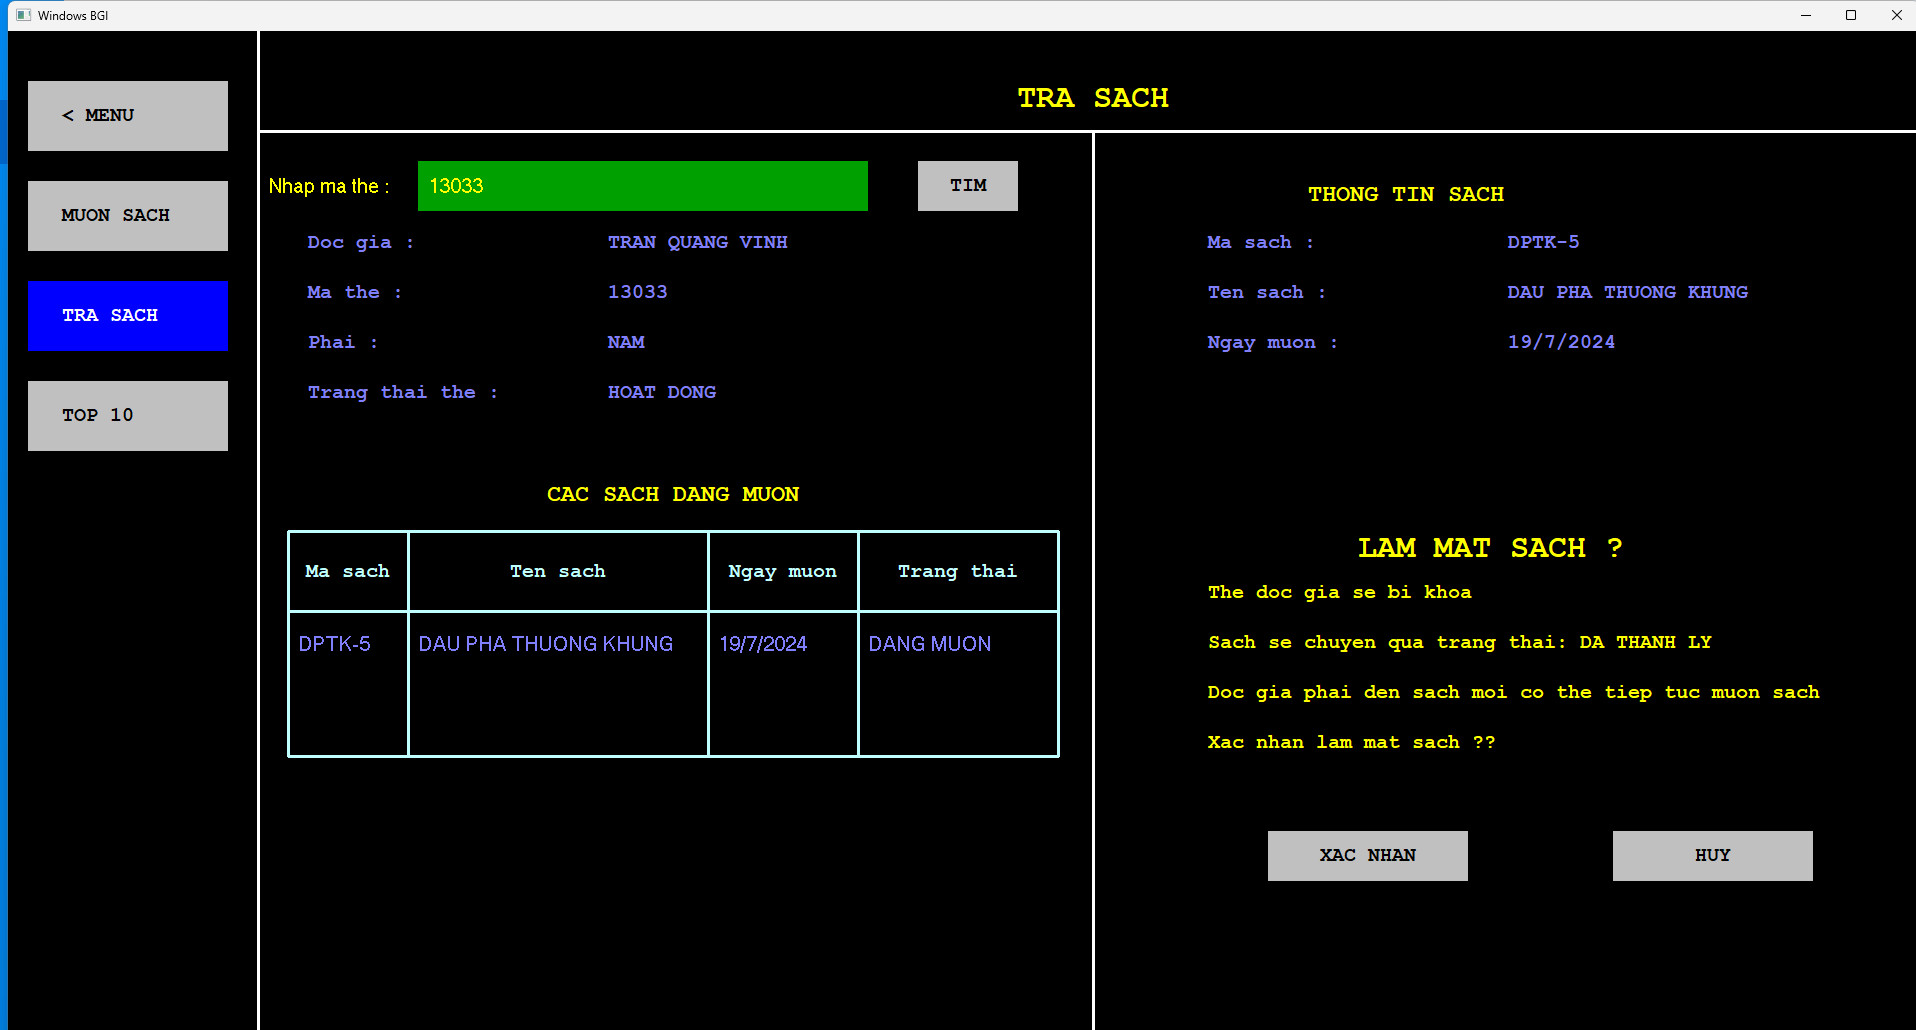 Windows BGI
< MENU
MUON SACH
TRA SACH
TOP 10
TRA SACH
Nhap ma the : 13033 TIM
Doc gia : TRAN QUANG VINH
Ma the : 13033
Phai : NAM
Trang thai the : HOAT DONG
CAC SACH DANG MUON
Ma sach Ten sach Ngay muon Trang thai
DPTK-5 DAU PHA THUONG KHUNG 19/7/2024 DANG MUON
THONG TIN SACH
Ma sach : DPTK-5
Ten sach : DAU PHA THUONG KHUNG
Ngay muon : 19/7/2024
LAM MAT SACH ?
The doc gia se bi khoa
Sach se chuyen qua trang thai: DA THANH LY
Doc gia phai den sach moi co the tiep tuc muon sach
Xac nhan lam mat sach ??
XAC NHAN HUY